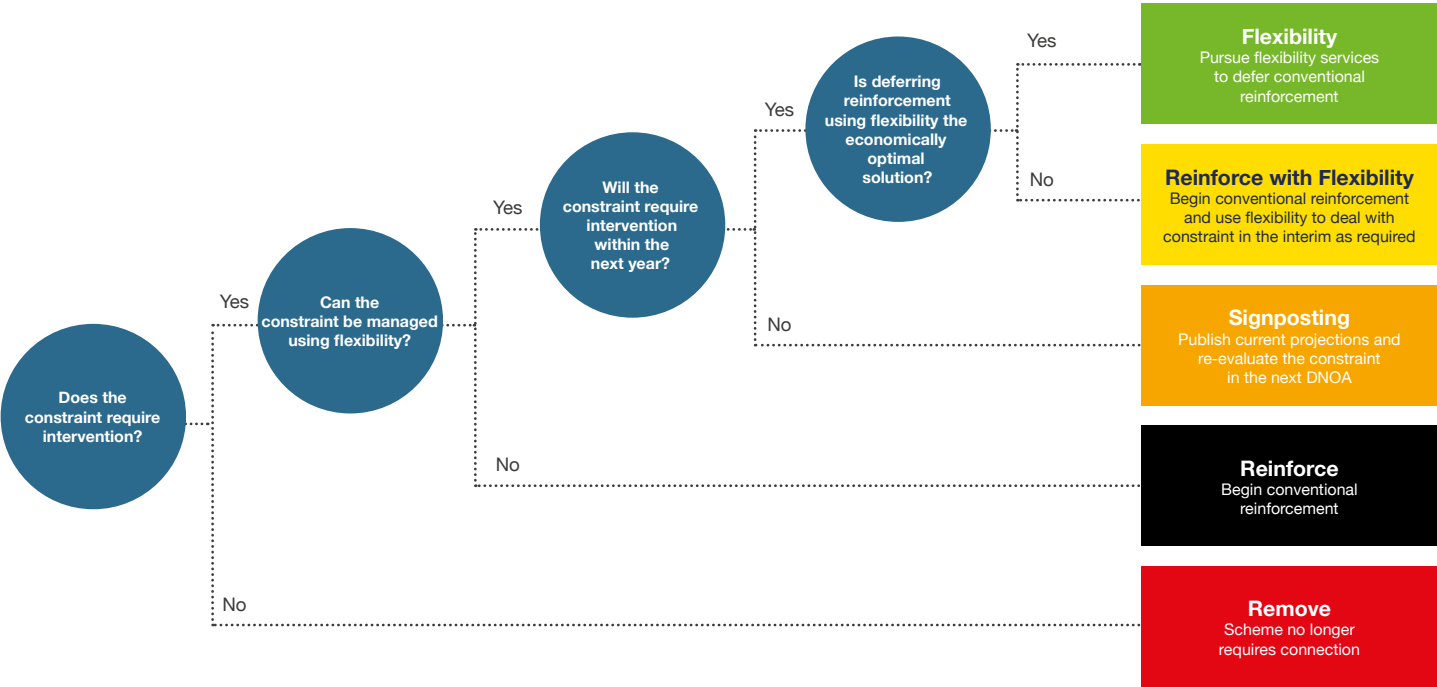 Does the
constraint require
intervention?
Yes
No
Can the
constraint be managed
using flexibility?
Yes
No
Will the
constraint require
intervention
within the
next year?
Yes
No
Is deferring
reinforcement
using flexibility the
economically
optimal
solution?
Yes
No
Flexibility
Pursue flexibility services
to defer conventional
reinforcement
Reinforce with Flexibility
Begin conventional reinforcement
and use flexibility to deal with
constraint in the interim as required
Signposting
Publish current projections and
re-evaluate the constraint
in the next DNOA
Reinforce
Begin conventional
reinforcement
Remove
Scheme no longer
requires connection